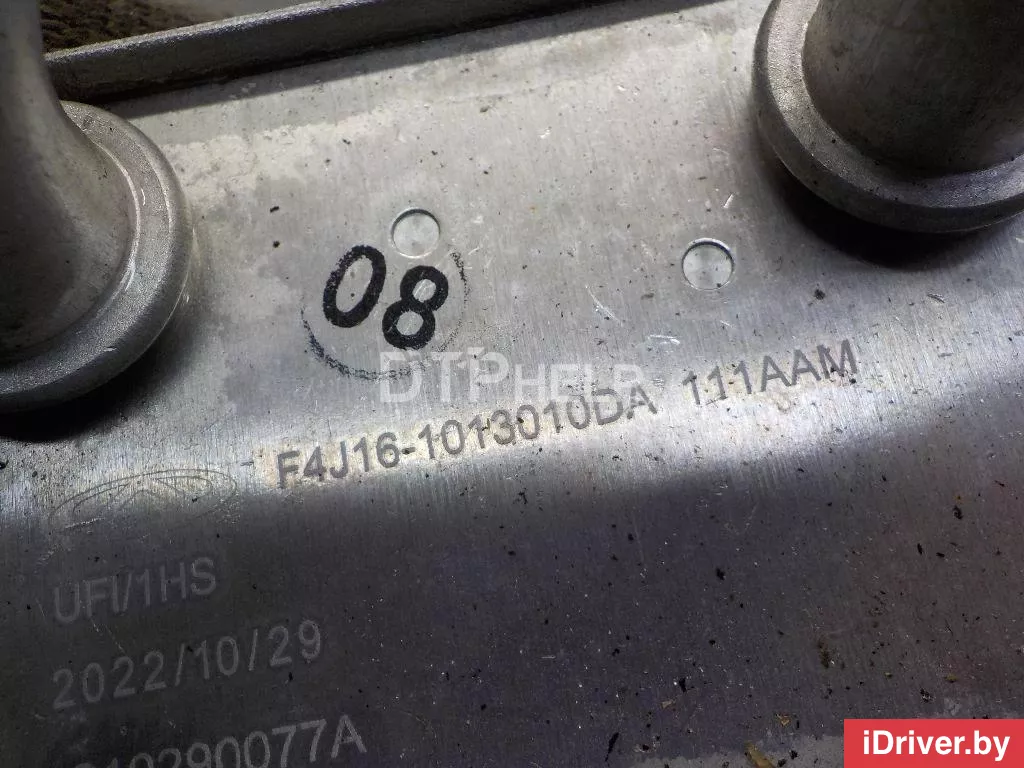 08
DTPHELP
F4J16-1013010DA 111AAM
UFI/1HS
2022/10/29
iDriver.by